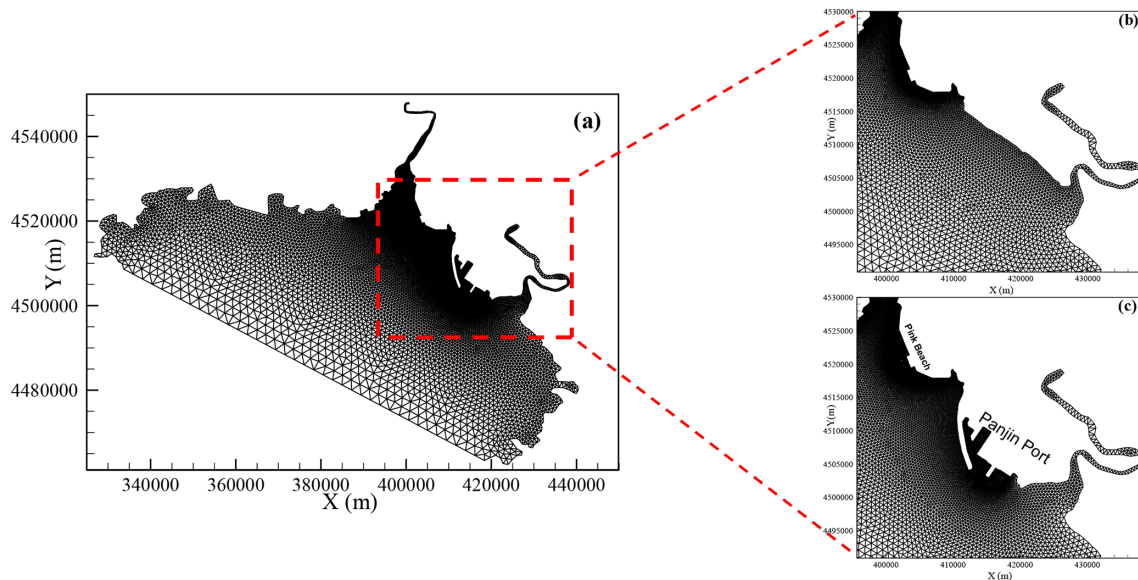 (a)
4540000
4520000
4500000
4480000
Y (m)
340000 360000 380000 400000 420000 440000
X (m)
(b)
4530000
4525000
4520000
4515000
4510000
4505000
4500000
4495000
Y (m)
400000 410000 420000 430000
X (m)
(c)
4530000
4525000
4520000
4515000
4510000
4505000
4500000
4495000
Y(m)
Pink Beach
Panjin Port
400000 410000 420000 430000
X (m)